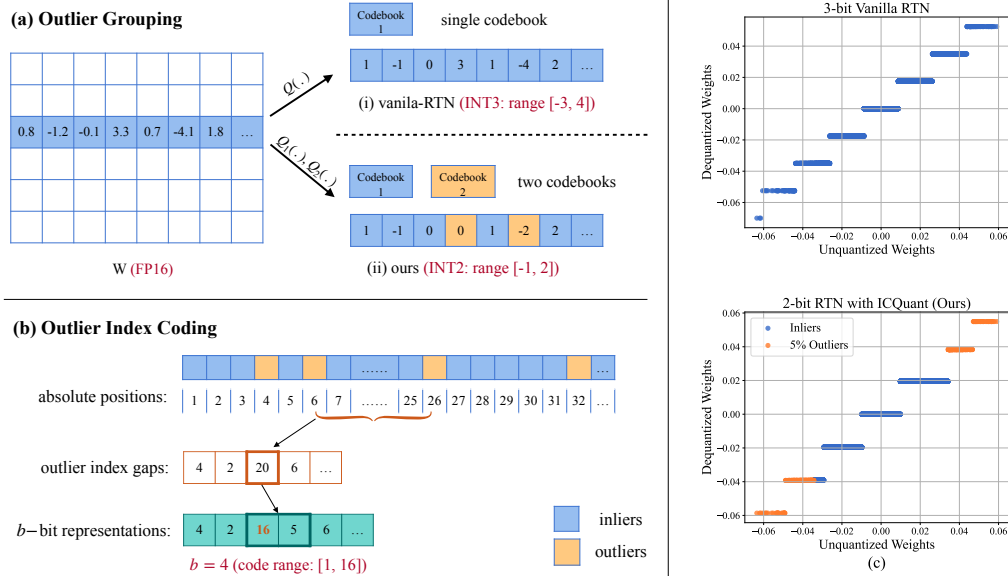 (a) Outlier Grouping
Codebook
1
single codebook
1 -1 0 3 1 -4 2 …
(i) vanila-RTN (INT3: range [-3, 4])
Q(.)
0.8 -1.2 -0.1 3.3 0.7 -4.1 1.8 …
Q₁(.), Q₂(.)
Codebook
1
Codebook
2
two codebooks
1 -1 0 0 1 -2 2 …
W (FP16)
(ii) ours (INT2: range [-1, 2])
(b) Outlier Index Coding
…… …
absolute positions: 1 2 3 4 5 6 7 …… 25 26 27 28 29 30 31 32 …
outlier index gaps: 4 2 20 6 …
b−bit representations: 4 2 16 5 6 …
b = 4 (code range: [1, 16])
inliers
outliers
3-bit Vanilla RTN
Dequantized Weights
0.04
0.02
0.00
−0.02
−0.04
−0.06
−0.06 −0.04 −0.02 0.00 0.02 0.04 0.06
Unquantized Weights
2-bit RTN with ICQuant (Ours)
Inliers
5% Outliers
Dequantized Weights
0.06
0.04
0.02
0.00
−0.02
−0.04
−0.06
−0.06 −0.04 −0.02 0.00 0.02 0.04 0.06
Unquantized Weights
(c)